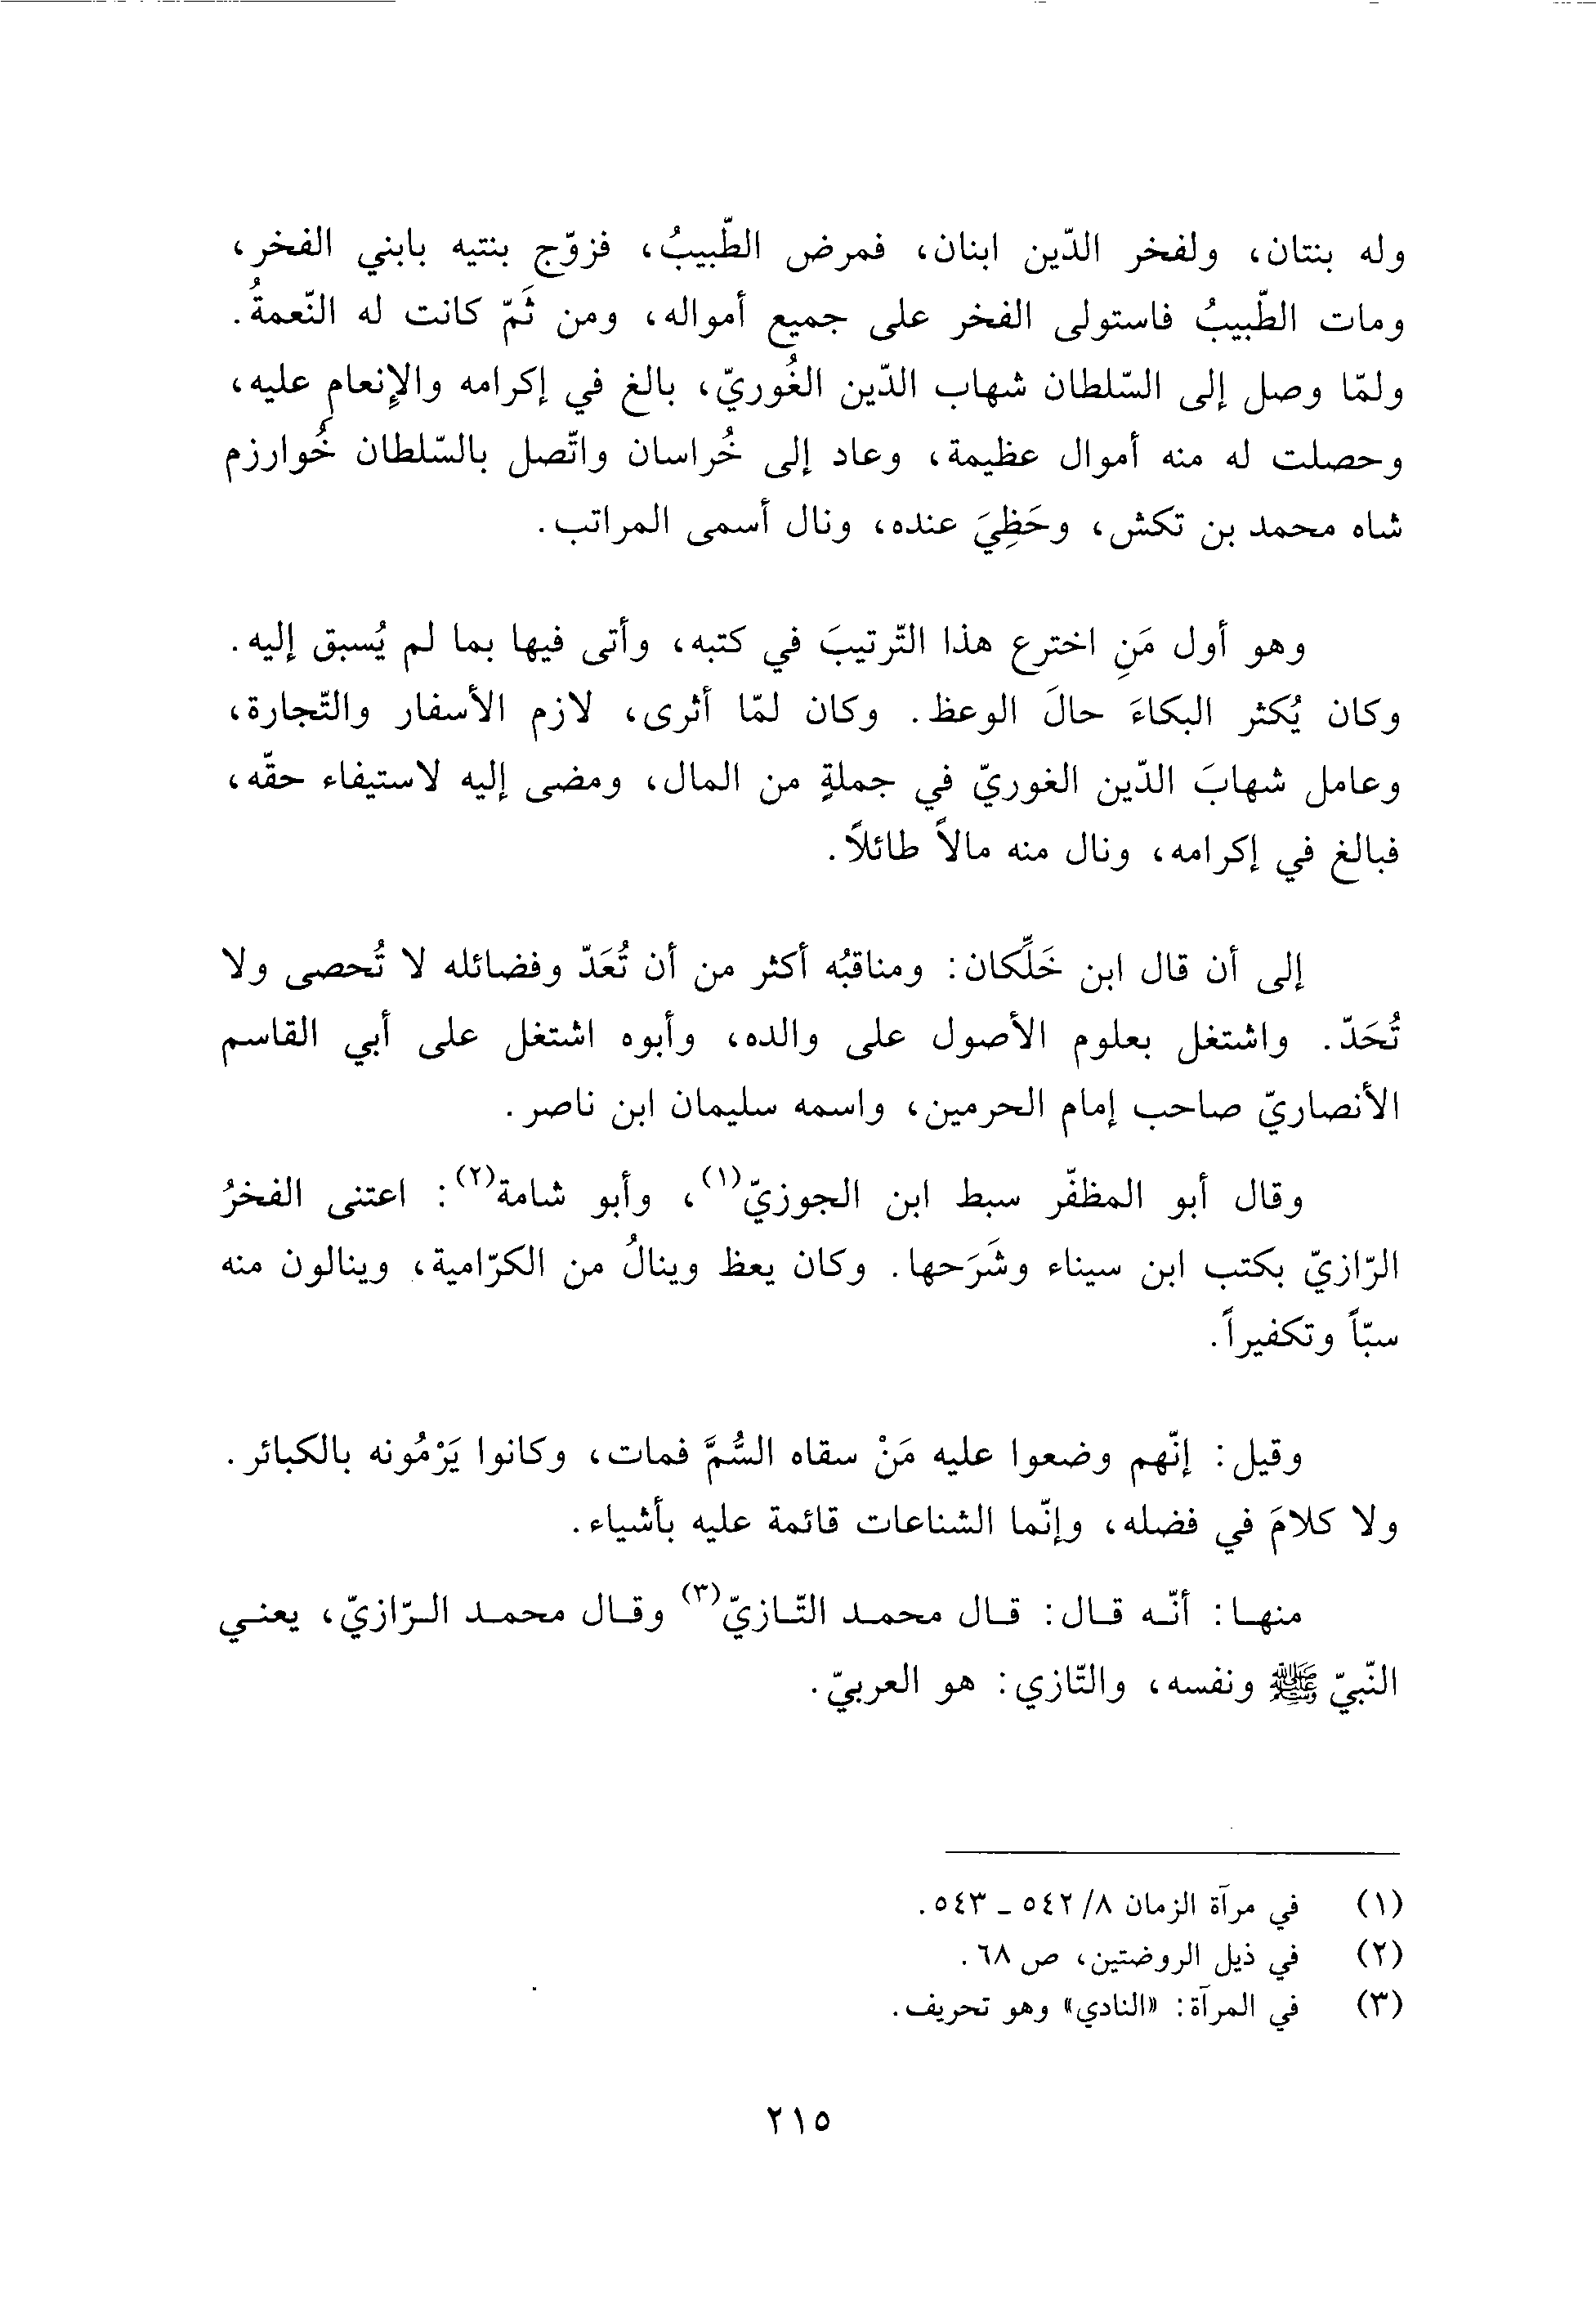 وله بنتان، ولفخر الدّين ابنان، فمرض الطّبيبُ، فزوّج بنتيه بابني الفخر،
ومات الطّبيبُ فاستولى الفخر على جميع أمواله، ومن ثَمّ كانت له النّعمةُ.
ولمّا وصل إلى السّلطان شهاب الدّين الغُوريّ، بالغ في إكرامه والإنعام عليه،
وحصلت له منه أموال عظيمة، وعاد إلى خُراسان واتّصل بالسّلطان خُوارزم
شاه محمد بن تكش، وحَظِيَ عنده، ونال أسمى المراتب.
وهو أول مَنِ اخترع هذا التّرتيبَ في كتبه، وأتى فيها بما لم يُسبق إليه.
وكان يُكثر البكاءَ حالَ الوعظ. وكان لمّا أثرى، لازم الأسفار والتّجارة،
وعامل شهابَ الدّين الغوريّ في جملةٍ من المال، ومضى إليه لاستيفاء حقّه،
فبالغ في إكرامه، ونال منه مالاً طائلاً.
إلى أن قال ابن خَلِّكان: ومناقبُه أكثر من أن تُعَدّ وفضائله لا تُحصى ولا
تُحَدّ. واشتغل بعلوم الأصول على والده، وأبوه اشتغل على أبي القاسم
الأنصاريّ صاحب إمام الحرمين، واسمه سليمان ابن ناصر.
وقال أبو المظفّر سبط ابن الجوزيّ(١)، وأبو شامة(٢): اعتنى الفخرُ
الرّازيّ بكتب ابن سيناء وشَرَحها. وكان يعظ وينالُ من الكرّامية، وينالون منه
سبّاً وتكفيراً.
وقيل: إنّهم وضعوا عليه مَنْ سقاه السُّمَّ فمات، وكانوا يَرْمُونه بالكبائر.
ولا كلامَ في فضله، وإنّما الشناعات قائمة عليه بأشياء.
منهـا: أنّـه قـال: قـال محمـد التّـازيّ(٣) وقـال محمـد الـرّازيّ، يعنـي
النّبيّ ﷺ ونفسه، والتّازي: هو العربيّ.
(١) في مرآة الزمان ٨/ ٥٤٢ - ٥٤٣.
(٢) في ذيل الروضتين، ص ٦٨.
(٣) في المرآة: «النادي» وهو تحريف.
٢١٥